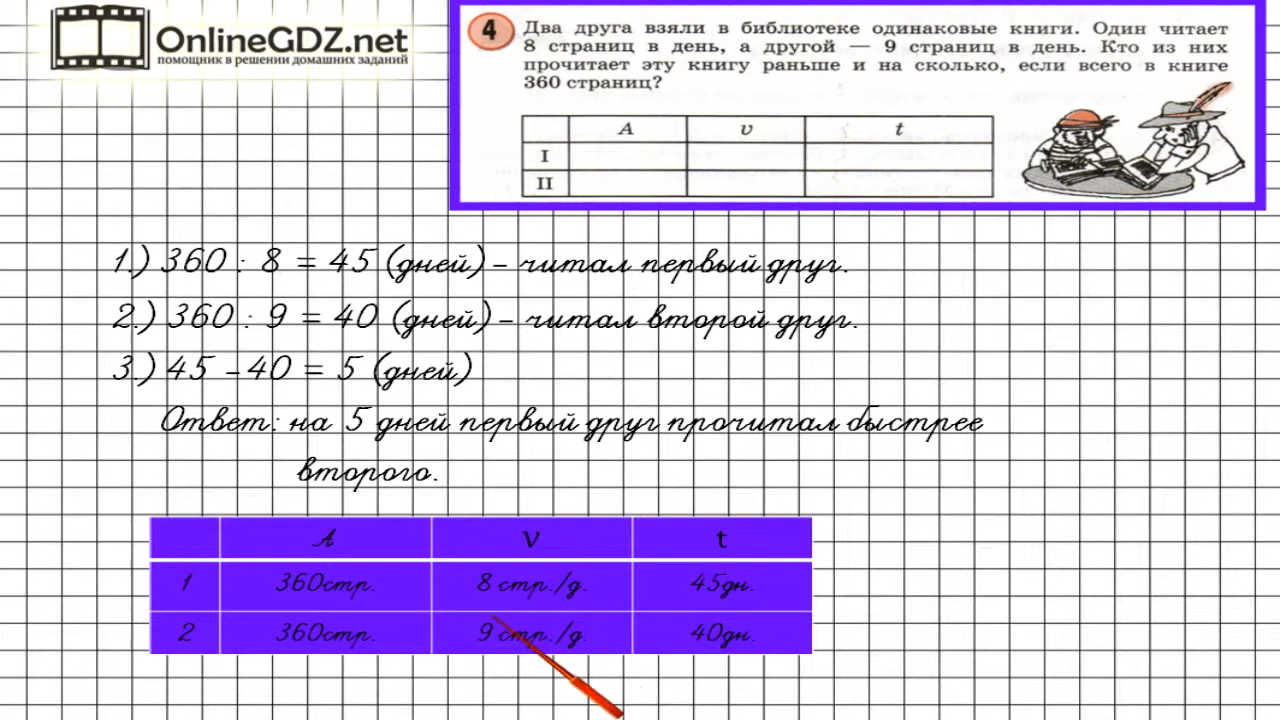 OnlineGDZ.net
помощник в решении домашних заданий
4 Два друга взяли в библиотеке одинаковые книги. Один читает
8 страниц в день, а другой — 9 страниц в день. Кто из них
прочитает эту книгу раньше и на сколько, если всего в книге
360 страниц?
A v t
I
II
1.) 360 : 8 = 45 (дней) – читал первый друг.
2.) 360 : 9 = 40 (дней) – читал второй друг.
3.) 45 – 40 = 5 (дней)
Ответ: на 5 дней первый друг прочитал быстрее
второго.
A V t
1 360стр. 8 стр./д. 45дн.
2 360стр. 9 стр./д. 40дн.